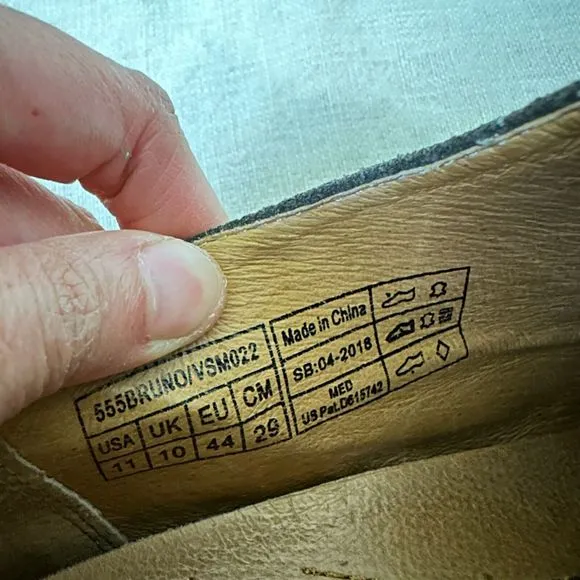 555BRUNO/VSM022
USA UK EU CM
11 10 44 29
Made in China
SB:04-2018
MED
US Pat.D615742